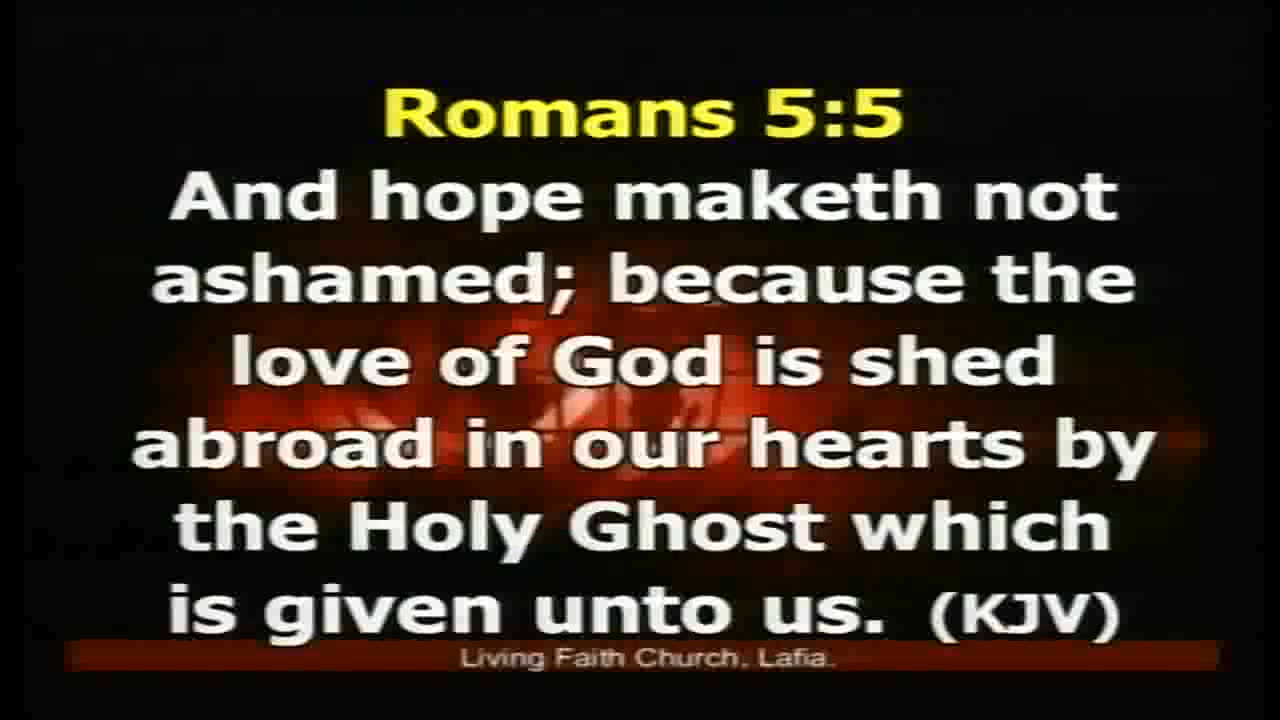 Romans 5:5
And hope maketh not
ashamed; because the
love of God is shed
abroad in our hearts by
the Holy Ghost which
is given unto us. (KJV)
Living Faith Church, Lafia.